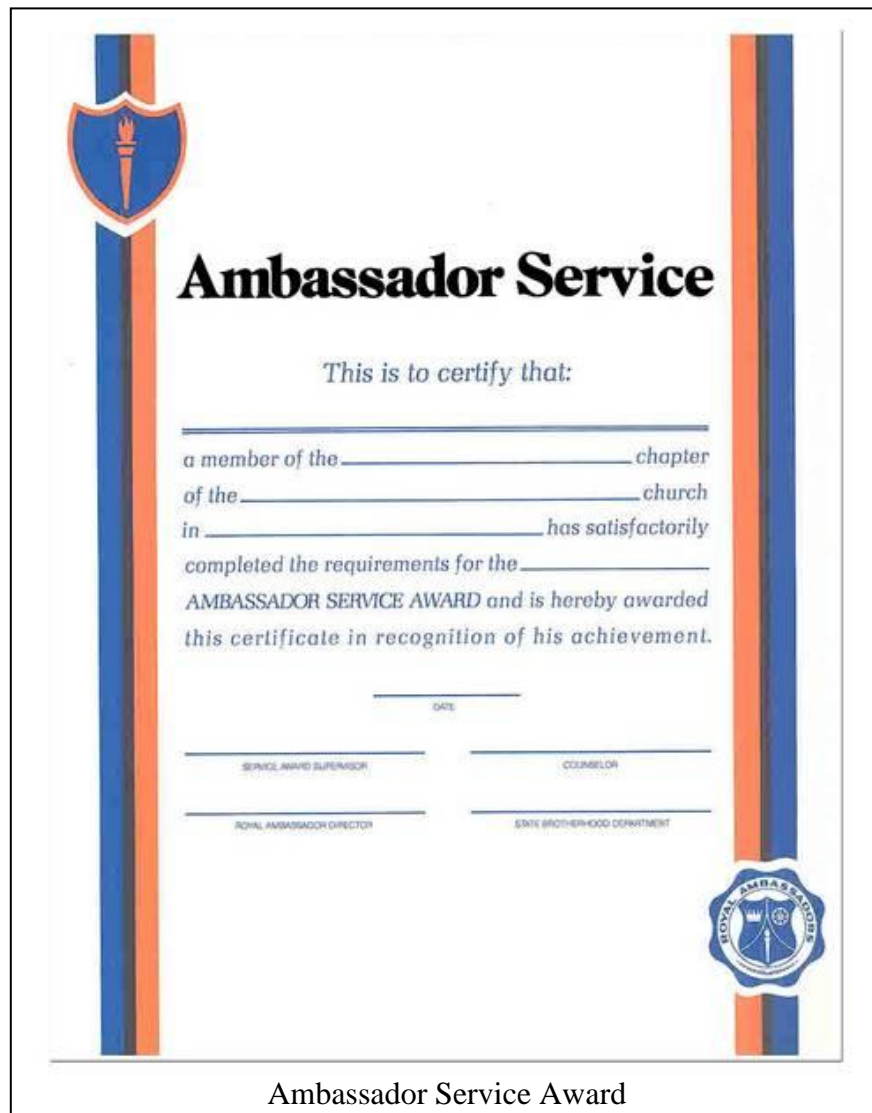 Ambassador Service
This is to certify that:
a member of the chapter
of the church
in has satisfactorily
completed the requirements for the
AMBASSADOR SERVICE AWARD and is hereby awarded
this certificate in recognition of his achievement.
DATE
SERVICE AWARD SUPERVISOR COUNSELOR
ROYAL AMBASSADOR DIRECTOR STATE BROTHERHOOD DEPARTMENT
ROYAL AMBASSADORS
Ambassador Service Award